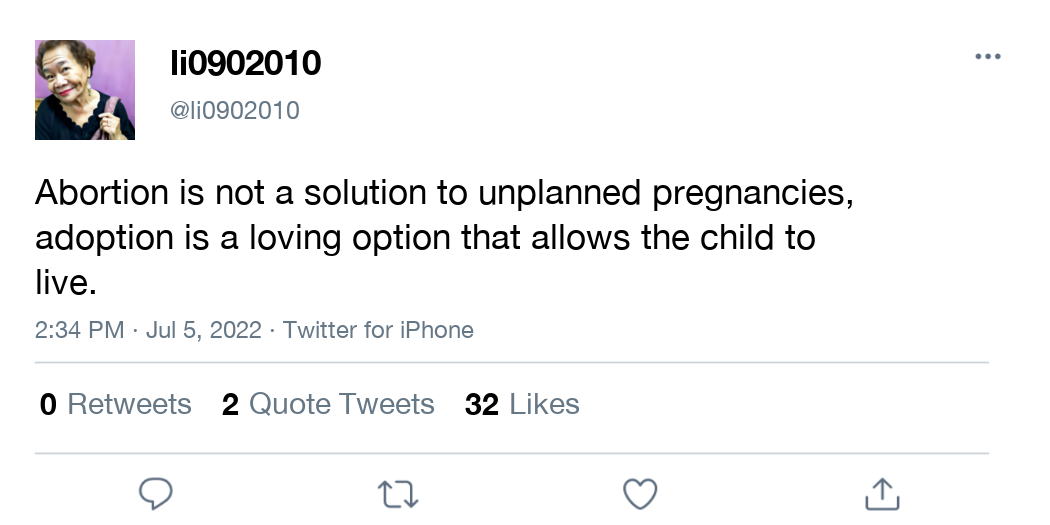 li0902010
@li0902010
Abortion is not a solution to unplanned pregnancies,
adoption is a loving option that allows the child to
live.
2:34 PM · Jul 5, 2022 · Twitter for iPhone
0 Retweets 2 Quote Tweets 32 Likes